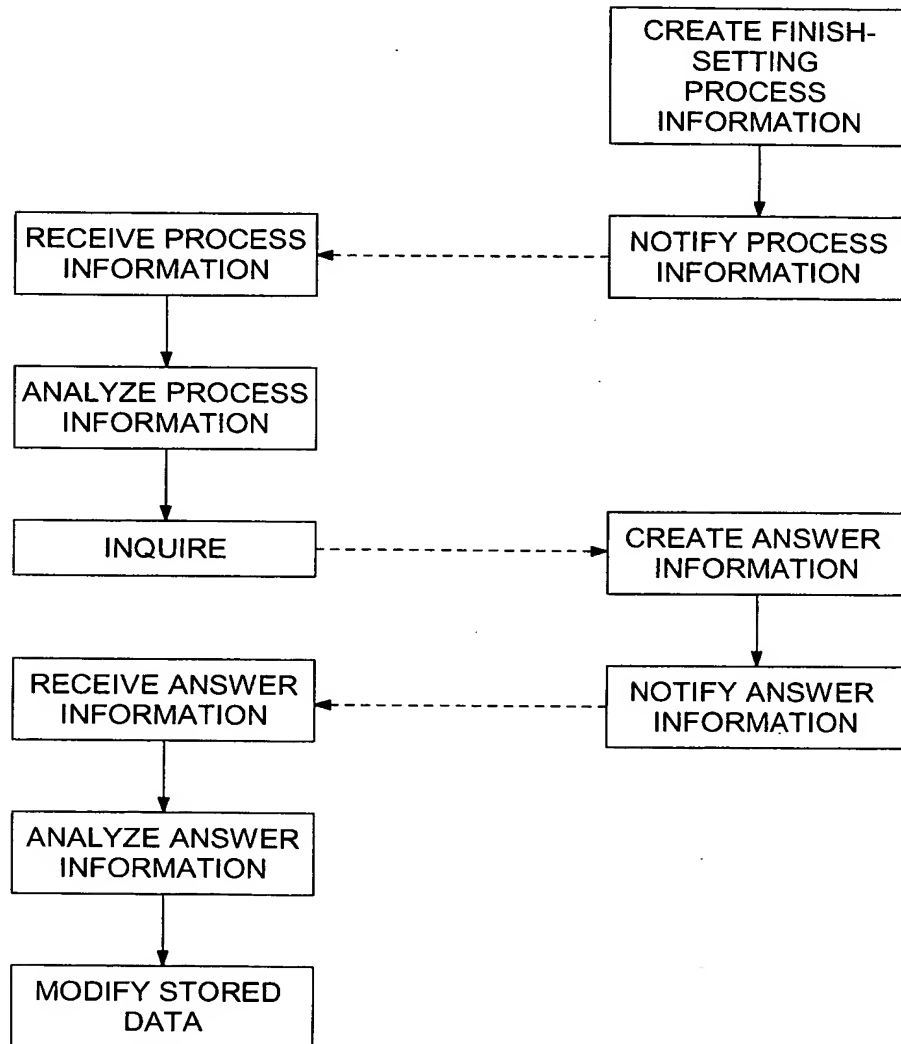 CREATE FINISH-
SETTING
PROCESS
INFORMATION
RECEIVE PROCESS
INFORMATION
NOTIFY PROCESS
INFORMATION
ANALYZE PROCESS
INFORMATION
INQUIRE
CREATE ANSWER
INFORMATION
RECEIVE ANSWER
INFORMATION
NOTIFY ANSWER
INFORMATION
ANALYZE ANSWER
INFORMATION
MODIFY STORED
DATA